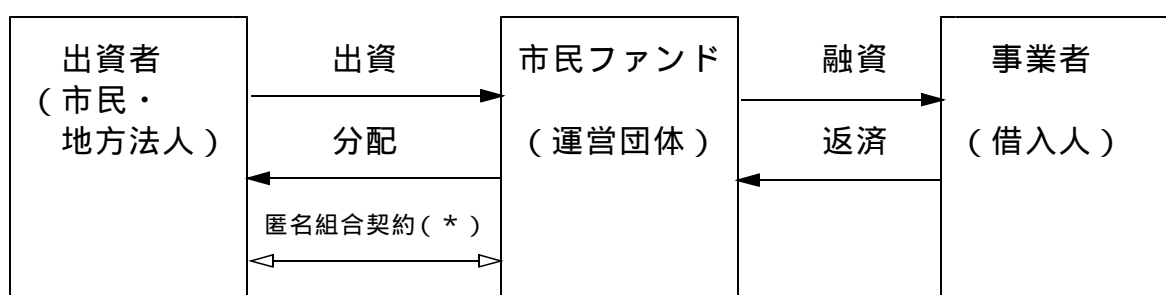 出資者
(市民・
地方法人)
出資
分配
匿名組合契約(*)
市民ファンド
(運営団体)
融資
返済
事業者
(借入人)